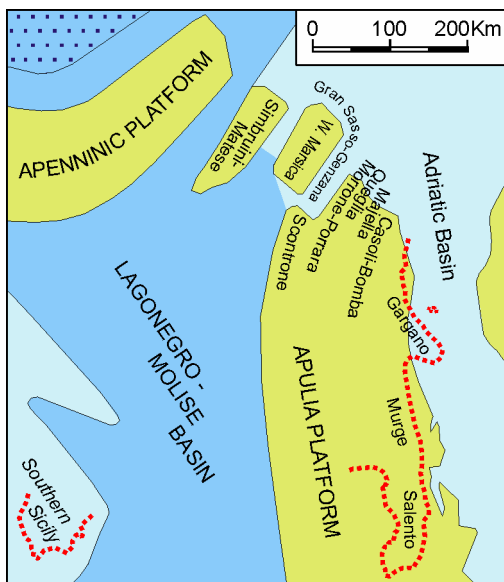 0 100 200Km
APENNINIC PLATFORM
Simbruini-
Matese
W. Marsica
Gran Sasso-Genzana
Adriatic Basin
Scontrone
Morrone-Porrara
Queglia
Maiella
Casoli-Bomba
Gargano
LAGONEGRO -
MOLISE
BASIN
APULIA PLATFORM
Murge
Salento
Southern
Sicily